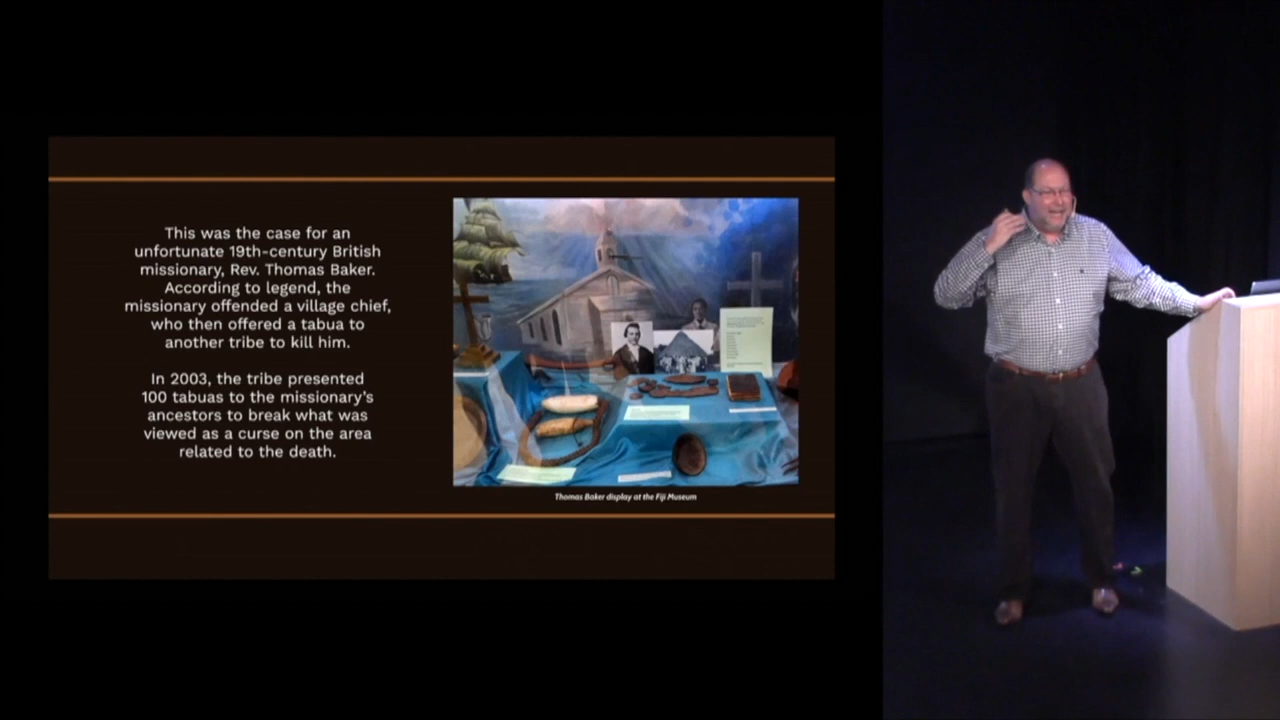 This was the case for an
unfortunate 19th-century British
missionary, Rev. Thomas Baker.
According to legend, the
missionary offended a village chief,
who then offered a tabua to
another tribe to kill him.
In 2003, the tribe presented
100 tabuas to the missionary's
ancestors to break what was
viewed as a curse on the area
related to the death.
Thomas Baker display at the Fiji Museum